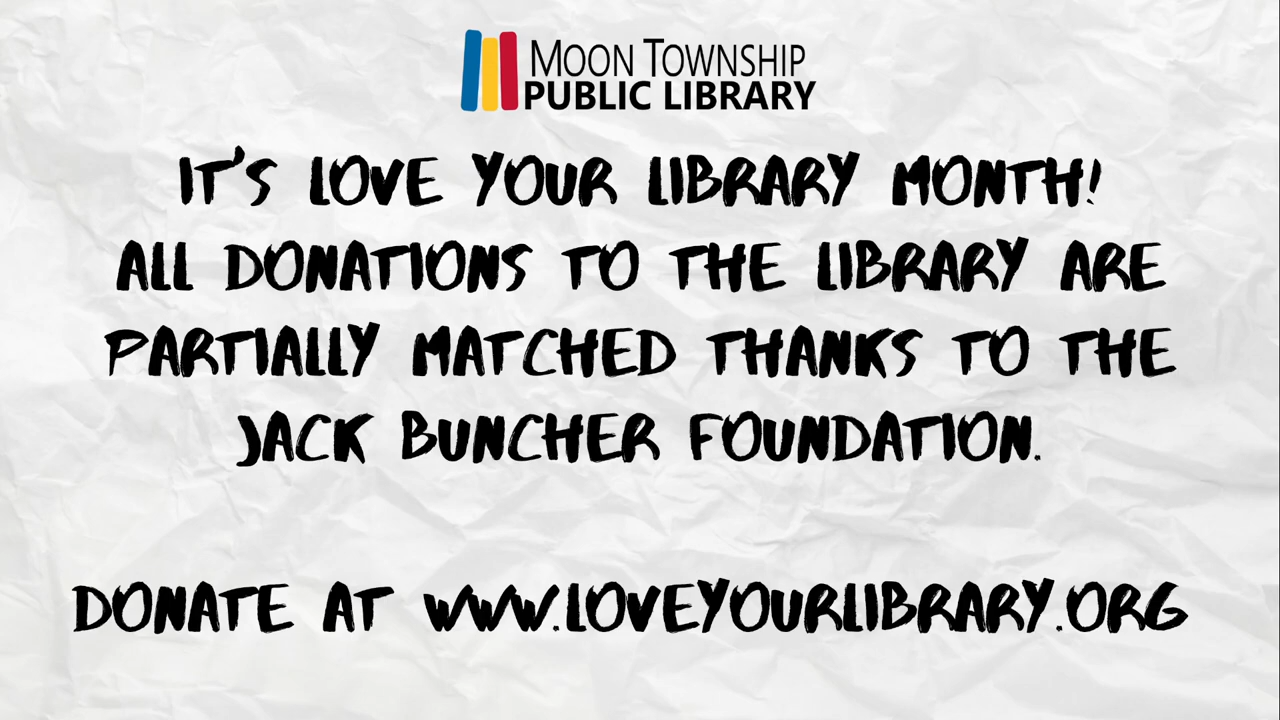 MOON TOWNSHIP
PUBLIC LIBRARY
IT'S LOVE YOUR LIBRARY MONTH!
ALL DONATIONS TO THE LIBRARY ARE
PARTIALLY MATCHED THANKS TO THE
JACK BUNCHER FOUNDATION.
DONATE AT WWW.LOVEYOURLIBRARY.ORG